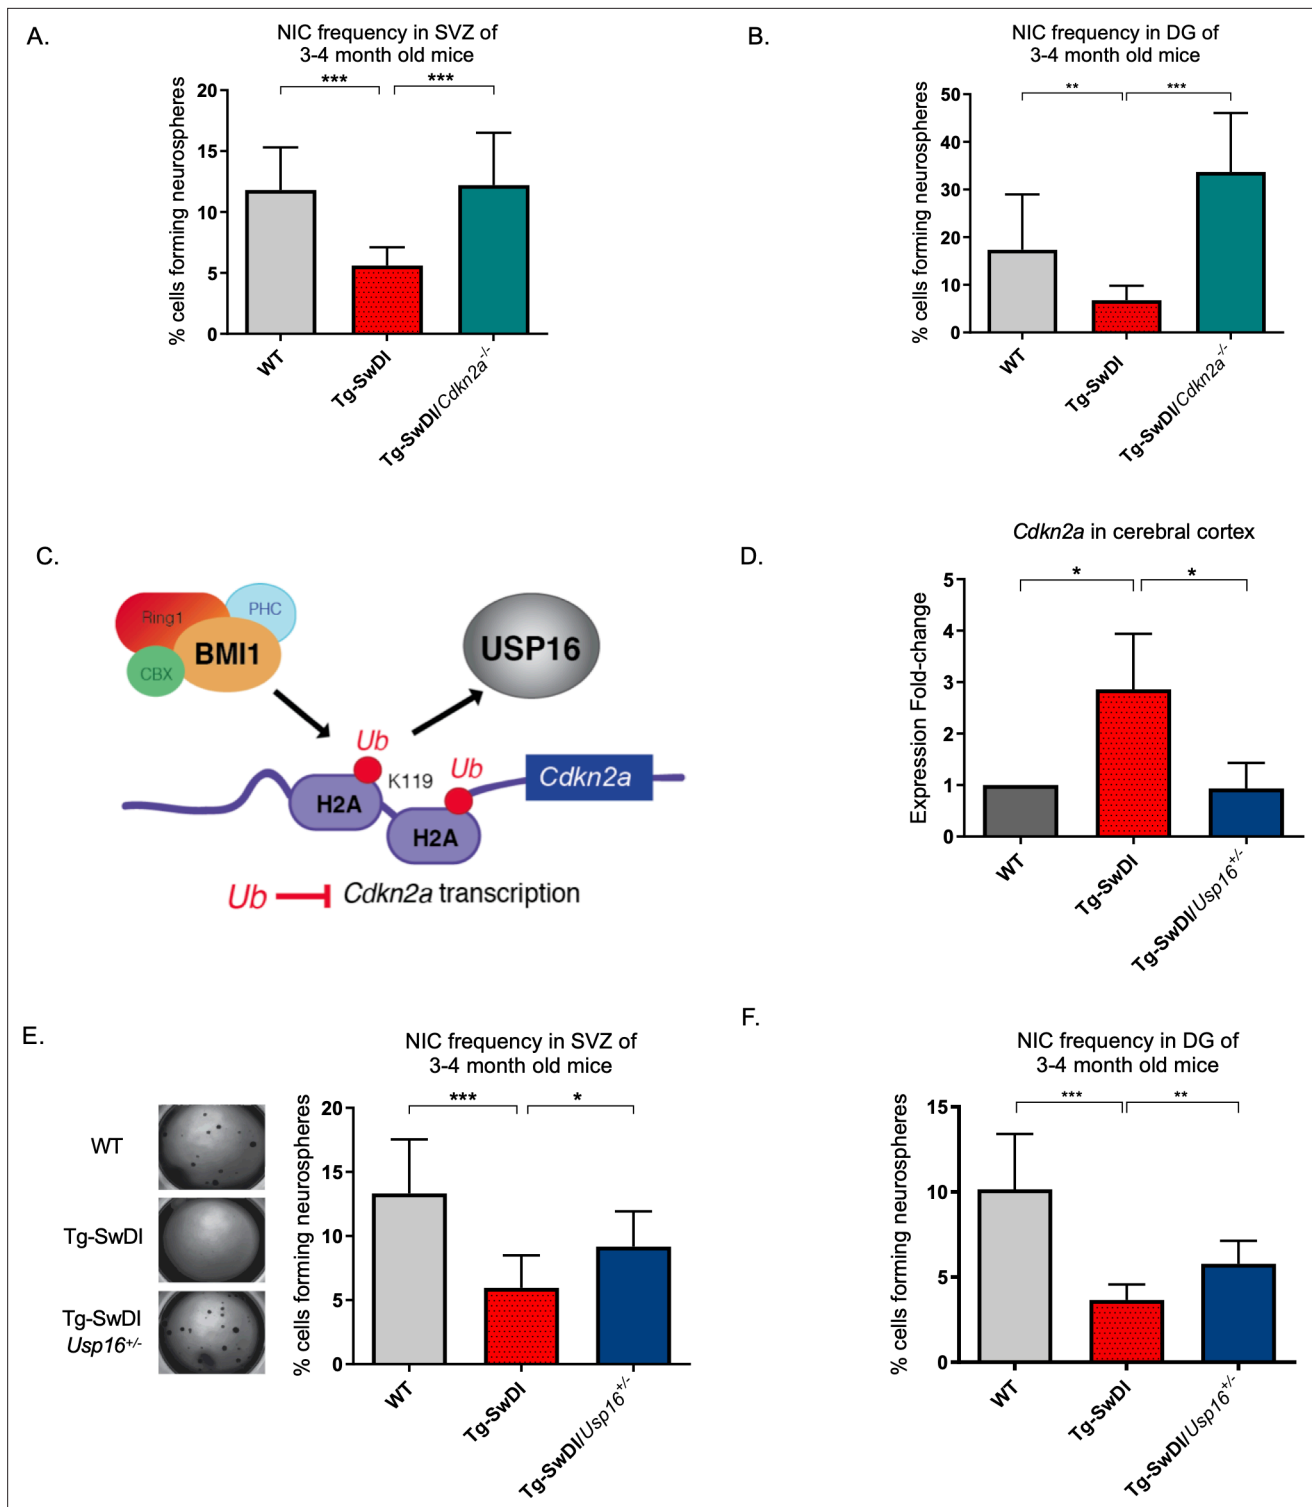 A.
NIC frequency in SVZ of
3-4 month old mice
***
***
% cells forming neurospheres
20
15
10
5
0
WT
Tg-SwDI
Tg-SwDI/Cdkn2a-/-
B.
NIC frequency in DG of
3-4 month old mice
**
***
% cells forming neurospheres
50
40
30
20
10
0
WT
Tg-SwDI
Tg-SwDI/Cdkn2a-/-
C.
Ring1
PHC
BMI1
CBX
USP16
Ub
K119
Ub
H2A
H2A
Cdkn2a
Ub Cdkn2a transcription
D.
Cdkn2a in cerebral cortex
*
*
Expression Fold-change
5
4
3
2
1
0
WT
Tg-SwDI
Tg-SwDI/Usp16+/-
E.
WT
Tg-SwDI
Tg-SwDI
Usp16+/-
NIC frequency in SVZ of
3-4 month old mice
***
*
% cells forming neurospheres
20
15
10
5
0
WT
Tg-SwDI
Tg-SwDI/Usp16+/-
F.
NIC frequency in DG of
3-4 month old mice
***
**
% cells forming neurospheres
15
10
5
0
WT
Tg-SwDI
Tg-SwDI/Usp16+/-